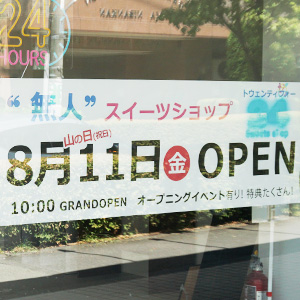 24
HOURS
トウェンティフォー
“無人” スイーツショップ
山の日(祝日)
8月11日 金 OPEN
10:00 GRANDOPEN オープニングイベント有り! 特典たくさん!